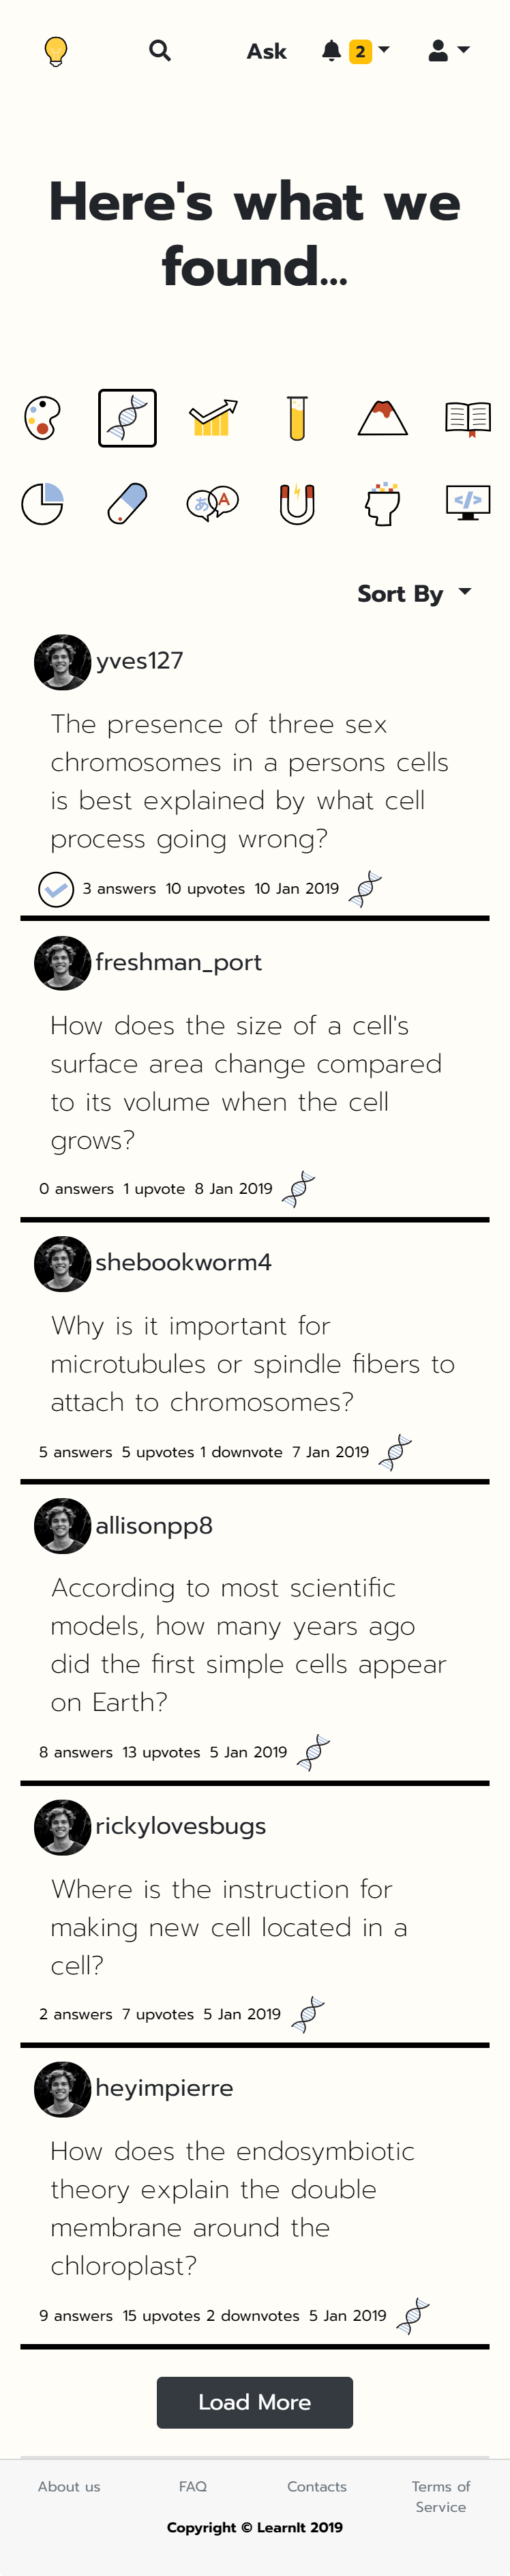 Ask 2
Here's what we
found...
あ A
</>
Sort By
yves127
The presence of three sex
chromosomes in a persons cells
is best explained by what cell
process going wrong?
3 answers 10 upvotes 10 Jan 2019
freshman_port
How does the size of a cell's
surface area change compared
to its volume when the cell
grows?
0 answers 1 upvote 8 Jan 2019
shebookworm4
Why is it important for
microtubules or spindle fibers to
attach to chromosomes?
5 answers 5 upvotes 1 downvote 7 Jan 2019
allisonpp8
According to most scientific
models, how many years ago
did the first simple cells appear
on Earth?
8 answers 13 upvotes 5 Jan 2019
rickylovesbugs
Where is the instruction for
making new cell located in a
cell?
2 answers 7 upvotes 5 Jan 2019
heyimpierre
How does the endosymbiotic
theory explain the double
membrane around the
chloroplast?
9 answers 15 upvotes 2 downvotes 5 Jan 2019
Load More
About us FAQ Contacts Terms of
Service
Copyright © LearnIt 2019